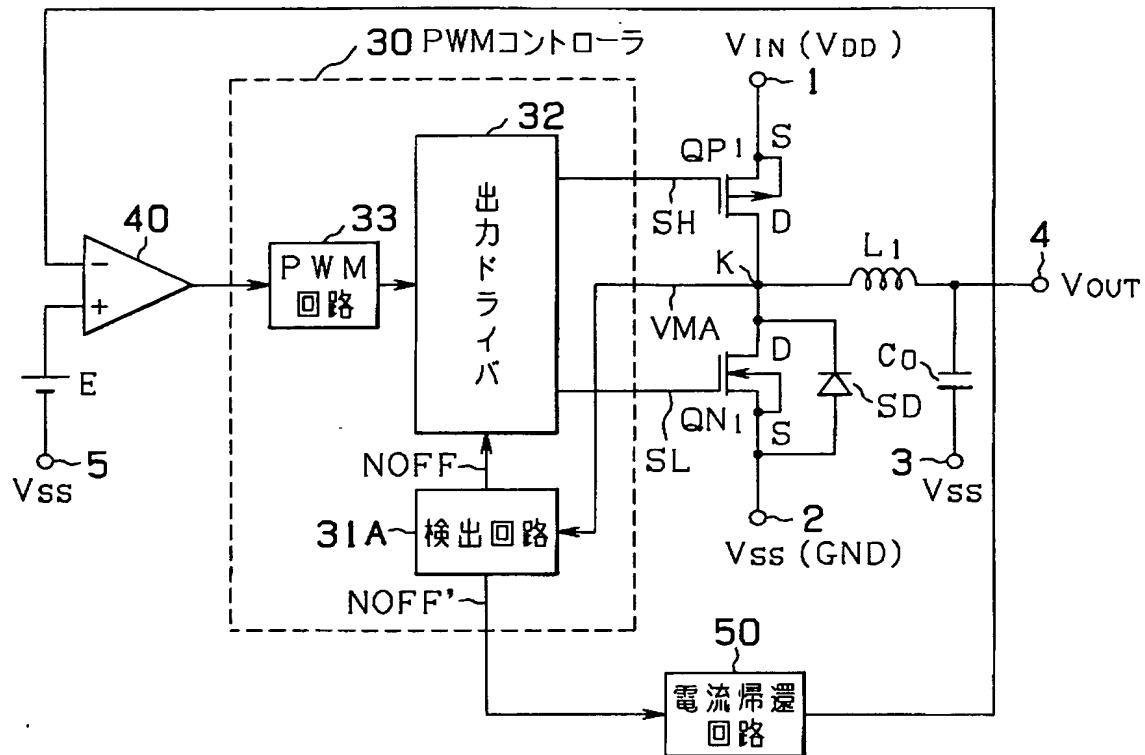 30 PWMコントローラ
VIN (VDD)
1
32
S
QP1
D
SH
出力ドライバ
33
PWM
回路
40
-
+
E
5
VSS
K
L1
4
VOUT
VMA
D
QN1
S
SD
SL
C0
3
VSS
2
VSS (GND)
NOFF
31A
検出回路
NOFF'
50
電流帰還
回路